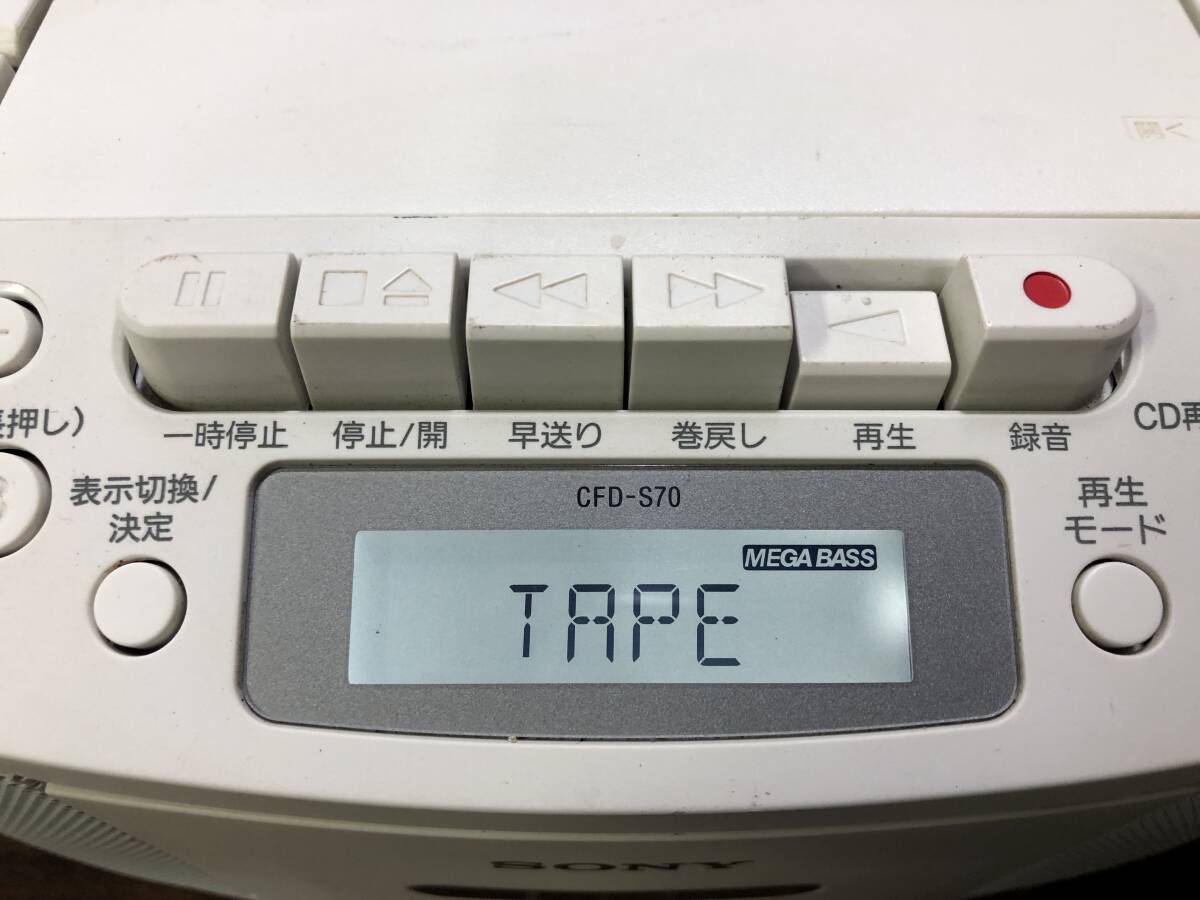 押し)
一時停止 停止/開 早送り 巻戻し 再生 録音
CD再
表示切換/
決定
CFD-S70
再生
モード
MEGA BASS
TAPE
SONY